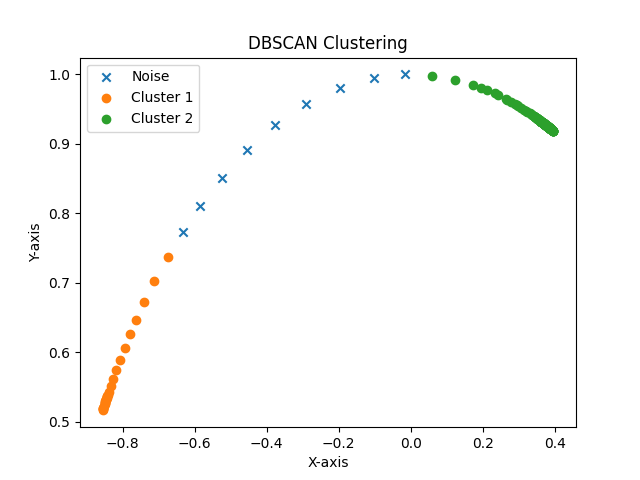 DBSCAN Clustering
Noise
Cluster 1
Cluster 2
1.0
0.9
0.8
0.7
0.6
0.5
Y-axis
−0.8 −0.6 −0.4 −0.2 0.0 0.2 0.4
X-axis